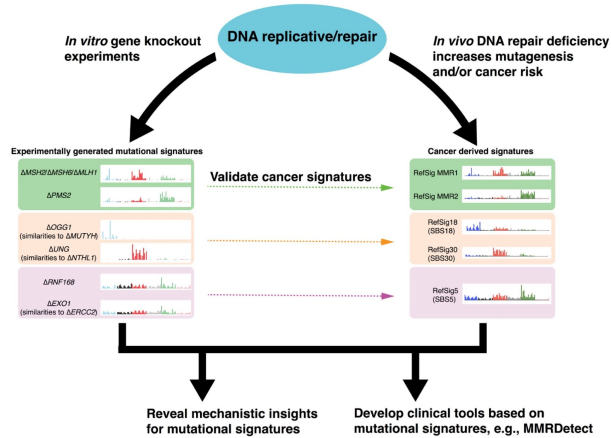 DNA replicative/repair
In vitro gene knockout
experiments
In vivo DNA repair deficiency
increases mutagenesis
and/or cancer risk
Experimentally generated mutational signatures
ΔMSH2/ΔMSH6/ΔMLH1
ΔPMS2
ΔOGG1
(similarities to ΔMUTYH)
ΔUNG
(similarities to ΔNTHL1)
ΔRNF168
ΔEXO1
(similarities to ΔERCC2)
Validate cancer signatures
Cancer derived signatures
RefSig MMR1
RefSig MMR2
RefSig18
(SBS18)
RefSig30
(SBS30)
RefSig5
(SBS5)
Reveal mechanistic insights
for mutational signatures
Develop clinical tools based on
mutational signatures, e.g., MMRDetect